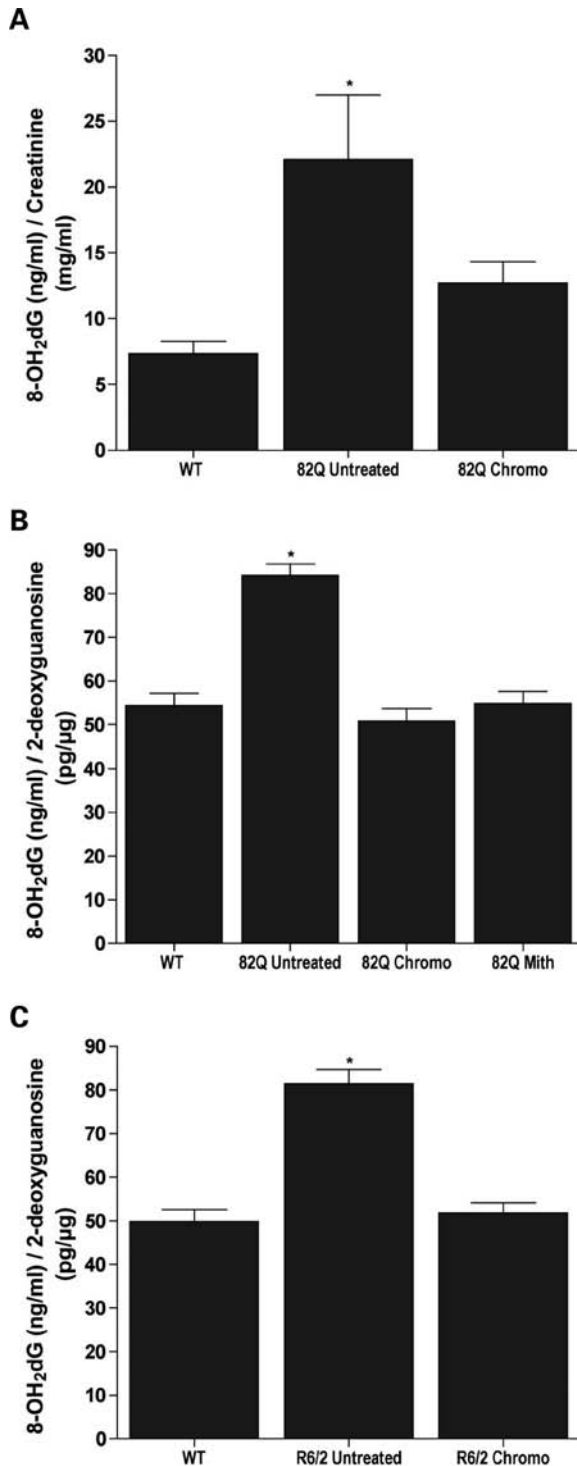 A
8-OH₂dG (ng/ml) / Creatinine
(mg/ml)
30
25
20
15
10
5
0
*
WT
82Q Untreated
82Q Chromo
B
8-OH₂dG (ng/ml) / 2-deoxyguanosine
(pg/µg)
90
80
70
60
50
40
30
20
10
0
*
WT
82Q Untreated
82Q Chromo
82Q Mith
C
8-OH₂dG (ng/ml) / 2-deoxyguanosine
(pg/µg)
90
80
70
60
50
40
30
20
10
0
*
WT
R6/2 Untreated
R6/2 Chromo